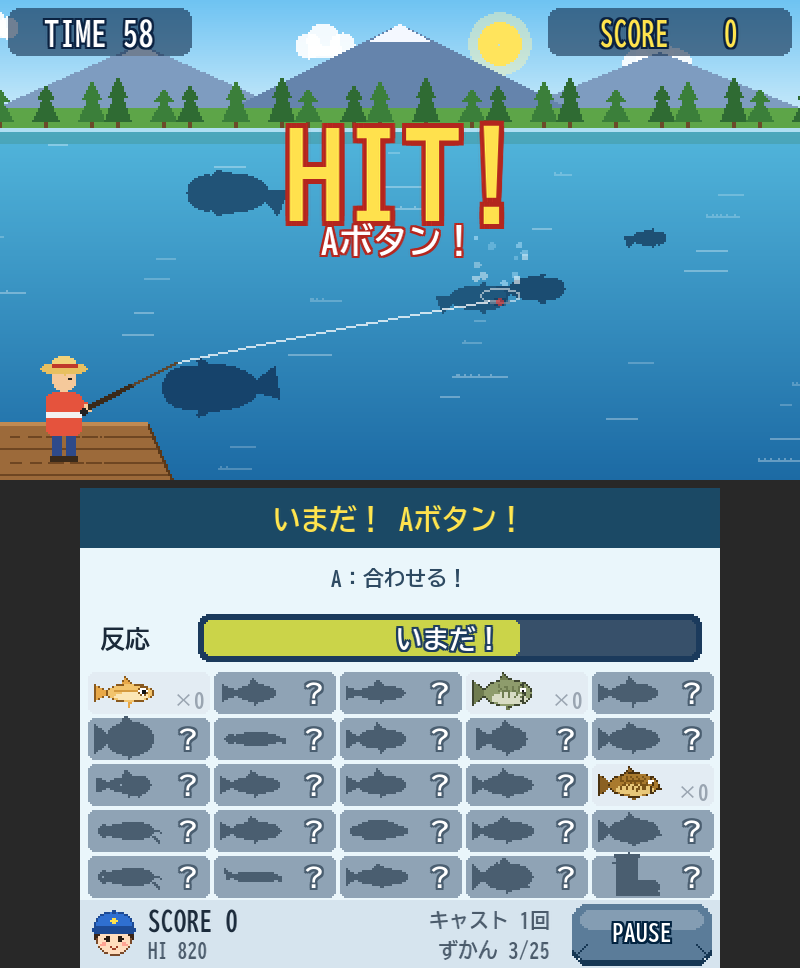 TIME 58
SCORE 0
HIT!
Aボタン！
いまだ！ Aボタン！
A：合わせる！
反応
いまだ！
×0 ? ? ×0 ?
? ? ? ? ?
? ? ? ? ×0
? ? ? ? ?
? ? ? ? ?
SCORE 0
HI 820
キャスト 1回
ずかん 3/25
PAUSE